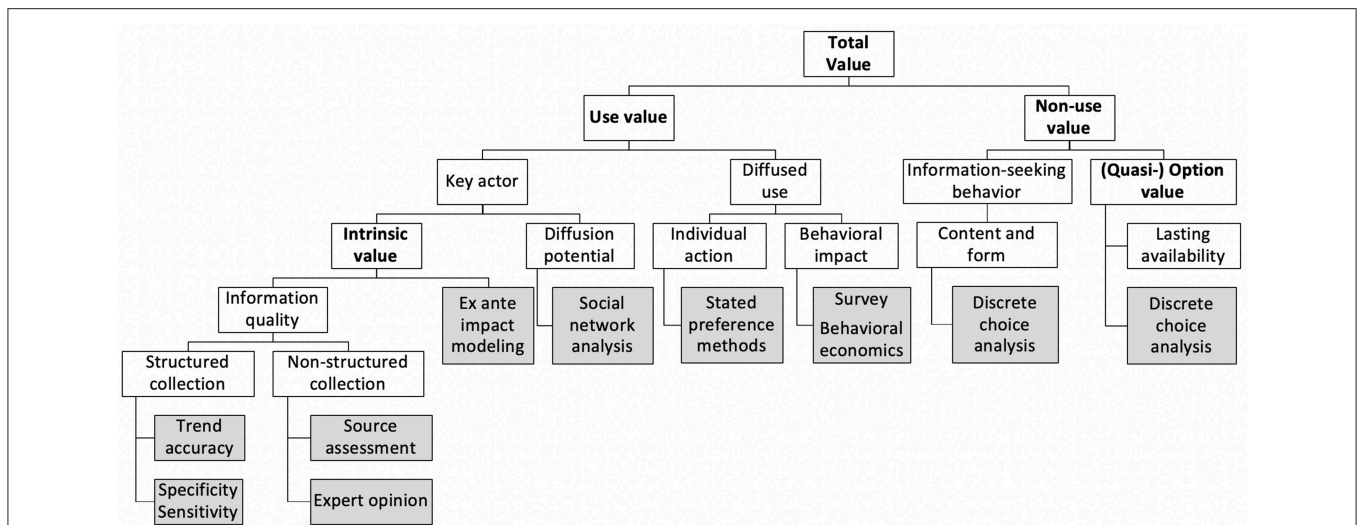 Total
Value
Use value
Non-use
value
Key actor
Diffused
use
Information-seeking
behavior
(Quasi-) Option
value
Intrinsic
value
Diffusion
potential
Individual
action
Behavioral
impact
Content and
form
Lasting
availability
Information
quality
Ex ante
impact
modeling
Social
network
analysis
Stated
preference
methods
Survey
Behavioral
economics
Discrete
choice
analysis
Discrete
choice
analysis
Structured
collection
Non-structured
collection
Trend
accuracy
Source
assessment
Specificity
Sensitivity
Expert opinion